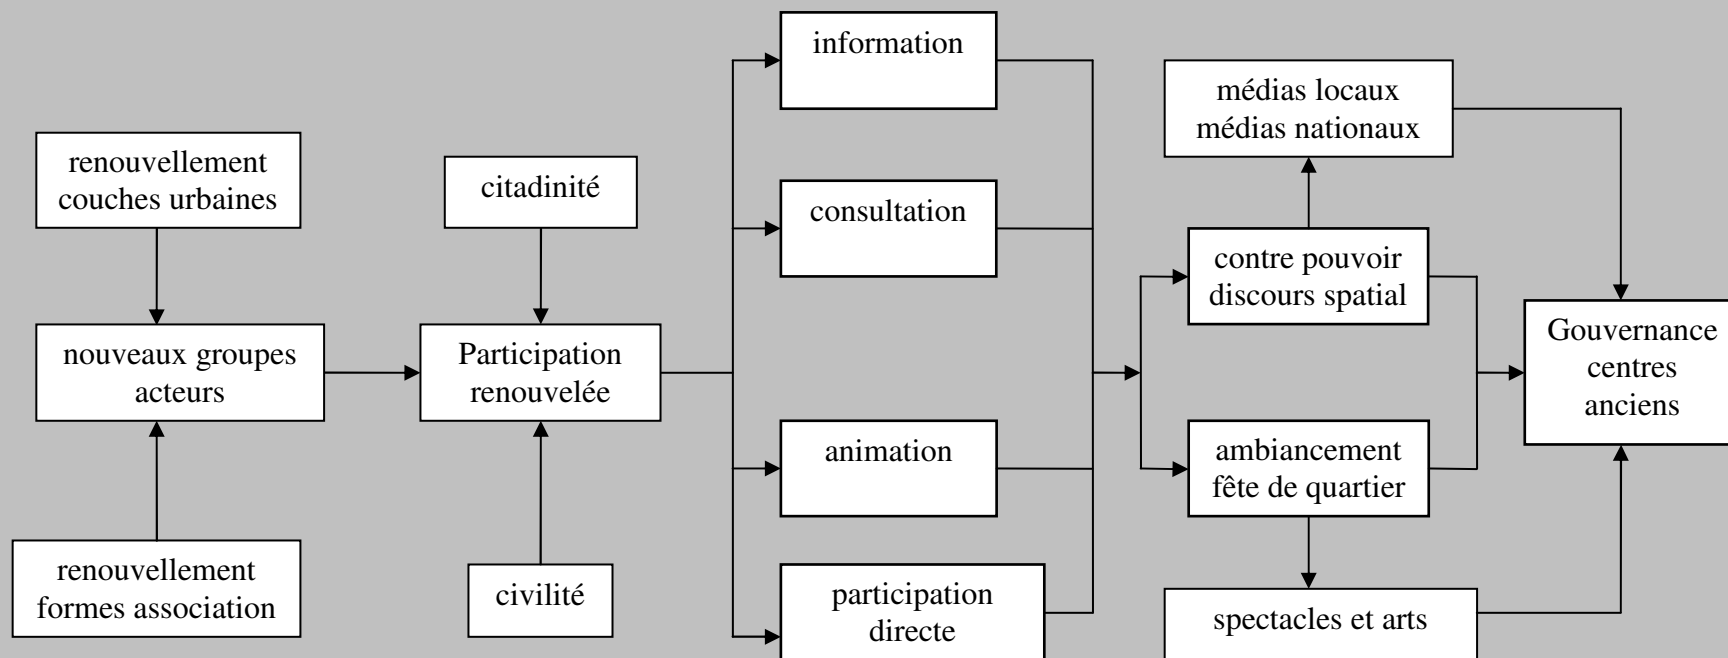 renouvellement
couches urbaines
nouveaux groupes
acteurs
renouvellement
formes association
citadinité
Participation
renouvelée
civilité
information
consultation
animation
participation
directe
médias locaux
médias nationaux
contre pouvoir
discours spatial
ambiancement
fête de quartier
spectacles et arts
Gouvernance
centres
anciens